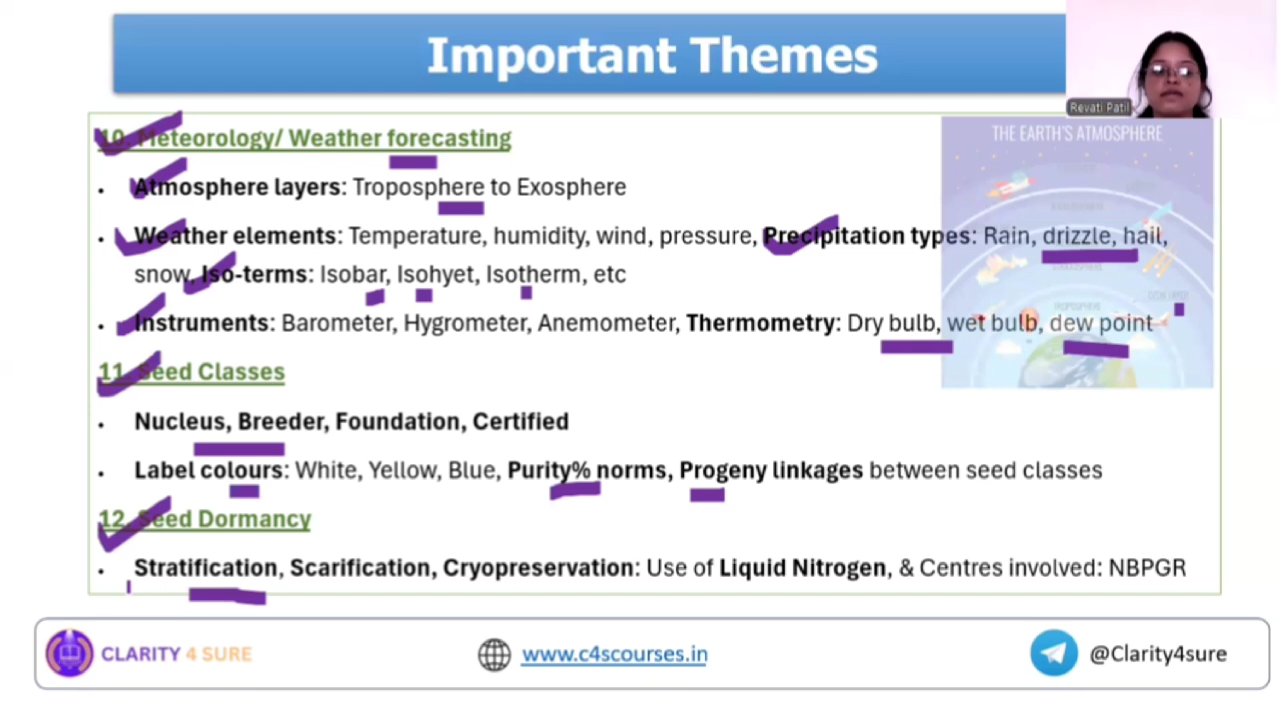 Important Themes
Revati Patil
THE EARTH'S ATMOSPHERE
10. Meteorology/ Weather forecasting
• Atmosphere layers: Troposphere to Exosphere
• Weather elements: Temperature, humidity, wind, pressure, Precipitation types: Rain, drizzle, hail,
snow, Iso-terms: Isobar, Isohyet, Isotherm, etc
• Instruments: Barometer, Hygrometer, Anemometer, Thermometry: Dry bulb, wet bulb, dew point
11. Seed Classes
• Nucleus, Breeder, Foundation, Certified
• Label colours: White, Yellow, Blue, Purity% norms, Progeny linkages between seed classes
12. Seed Dormancy
• Stratification, Scarification, Cryopreservation: Use of Liquid Nitrogen, & Centres involved: NBPGR
CLARITY 4 SURE
www.c4scourses.in
@Clarity4sure